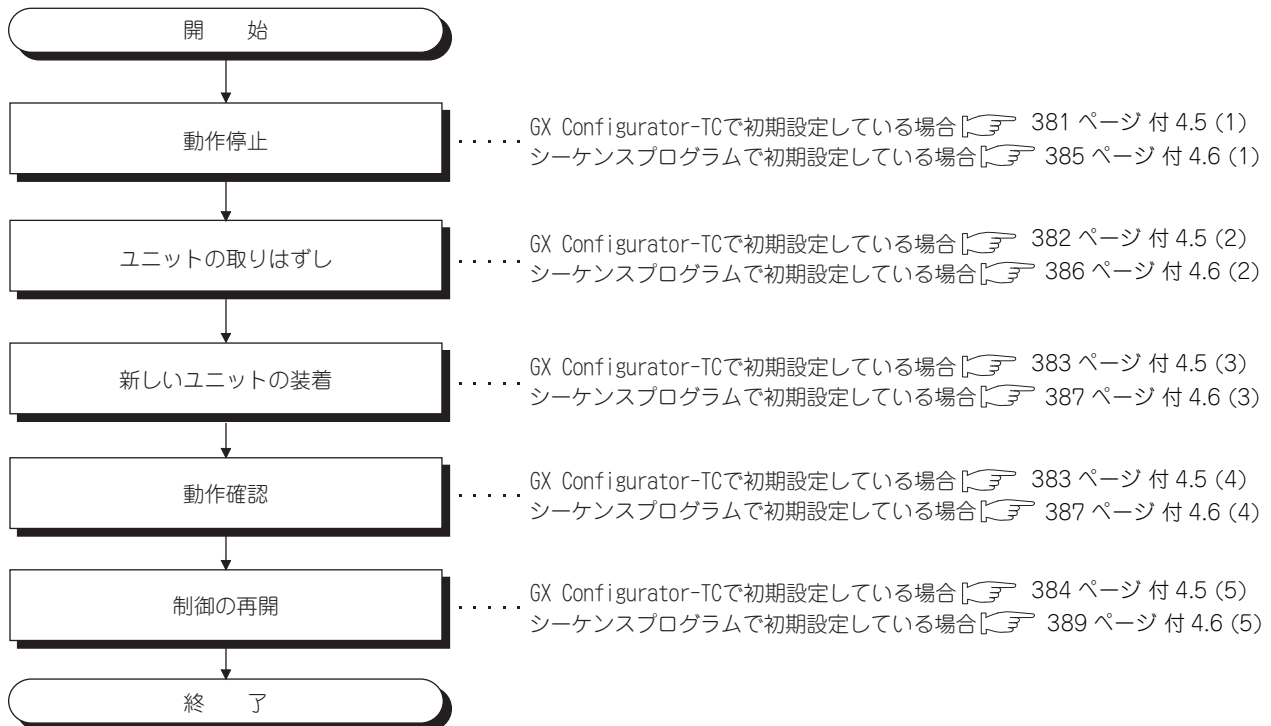 開 始
動作停止
GX Configurator-TCで初期設定している場合 381 ページ 付 4.5 (1)
シーケンスプログラムで初期設定している場合 385 ページ 付 4.6 (1)
ユニットの取りはずし
GX Configurator-TCで初期設定している場合 382 ページ 付 4.5 (2)
シーケンスプログラムで初期設定している場合 386 ページ 付 4.6 (2)
新しいユニットの装着
GX Configurator-TCで初期設定している場合 383 ページ 付 4.5 (3)
シーケンスプログラムで初期設定している場合 387 ページ 付 4.6 (3)
動作確認
GX Configurator-TCで初期設定している場合 383 ページ 付 4.5 (4)
シーケンスプログラムで初期設定している場合 387 ページ 付 4.6 (4)
制御の再開
GX Configurator-TCで初期設定している場合 384 ページ 付 4.5 (5)
シーケンスプログラムで初期設定している場合 389 ページ 付 4.6 (5)
終 了